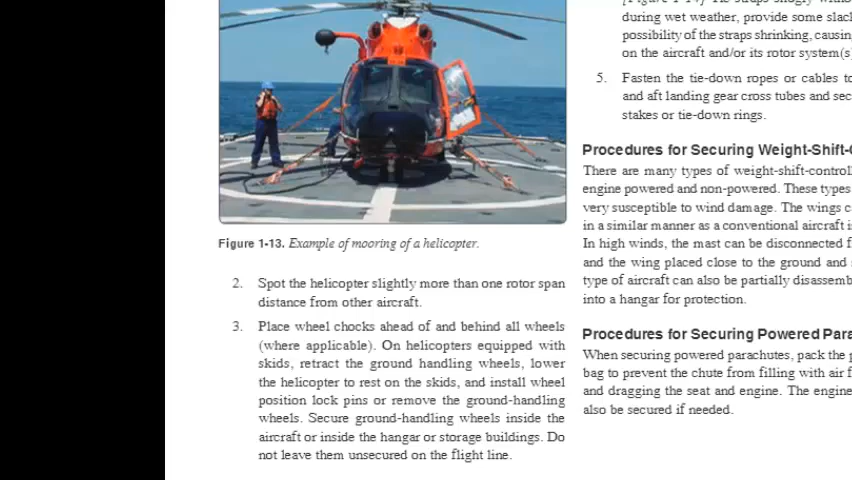 Figure 1-13. Example of mooring of a helicopter.
2. Spot the helicopter slightly more than one rotor span
distance from other aircraft.
3. Place wheel chocks ahead of and behind all wheels
(where applicable). On helicopters equipped with
skids, retract the ground handling wheels, lower
the helicopter to rest on the skids, and install wheel
position lock pins or remove the ground-handling
wheels. Secure ground-handling wheels inside the
aircraft or inside the hangar or storage buildings. Do
not leave them unsecured on the flight line.
during wet weather, provide some slack
possibility of the straps shrinking, causing
on the aircraft and/or its rotor system(s
5. Fasten the tie-down ropes or cables to
and aft landing gear cross tubes and sec
stakes or tie-down rings.
Procedures for Securing Weight-Shift-
There are many types of weight-shift-controll
engine powered and non-powered. These types
very susceptible to wind damage. The wings c
in a similar manner as a conventional aircraft i
In high winds, the mast can be disconnected f
and the wing placed close to the ground and
type of aircraft can also be partially disassemb
into a hangar for protection.
Procedures for Securing Powered Para
When securing powered parachutes, pack the p
bag to prevent the chute from filling with air f
and dragging the seat and engine. The engine
also be secured if needed.